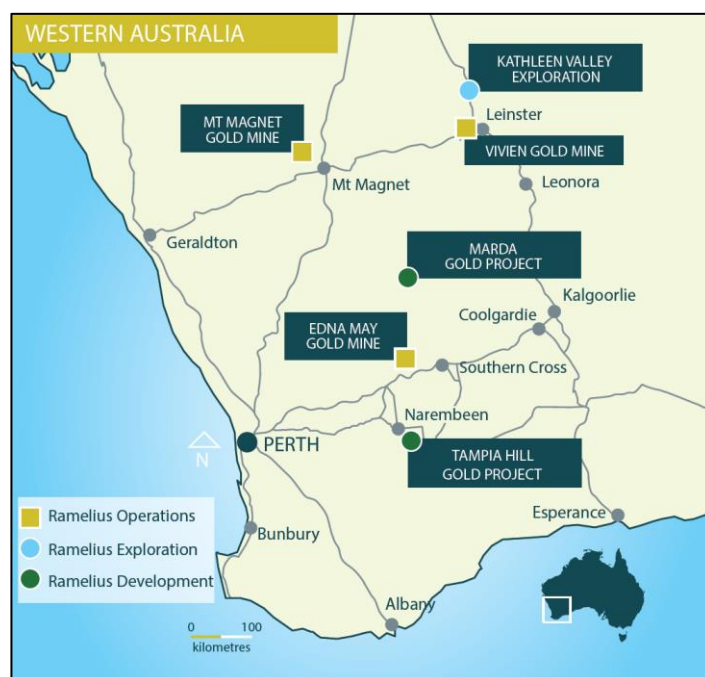 WESTERN AUSTRALIA
KATHLEEN VALLEY
EXPLORATION
MT MAGNET
GOLD MINE
Leinster
VIVIEN GOLD MINE
Mt Magnet
Leonora
Geraldton
MARDA
GOLD PROJECT
Kalgoorlie
EDNA MAY
GOLD MINE
Coolgardie
Southern Cross
Narembeen
PERTH
N
TAMPIA HILL
GOLD PROJECT
Ramelius Operations
Ramelius Exploration
Ramelius Development
Esperance
Bunbury
Albany
0 100
kilometres